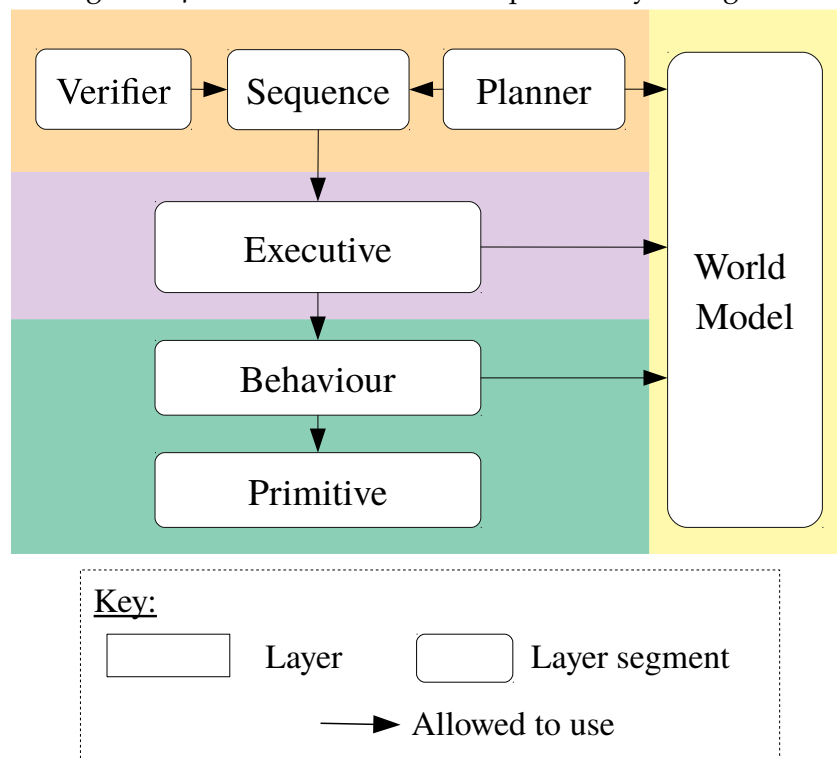 Verifier
Sequence
Planner
Executive
World
Model
Behaviour
Primitive
Key:
Layer
Layer segment
Allowed to use